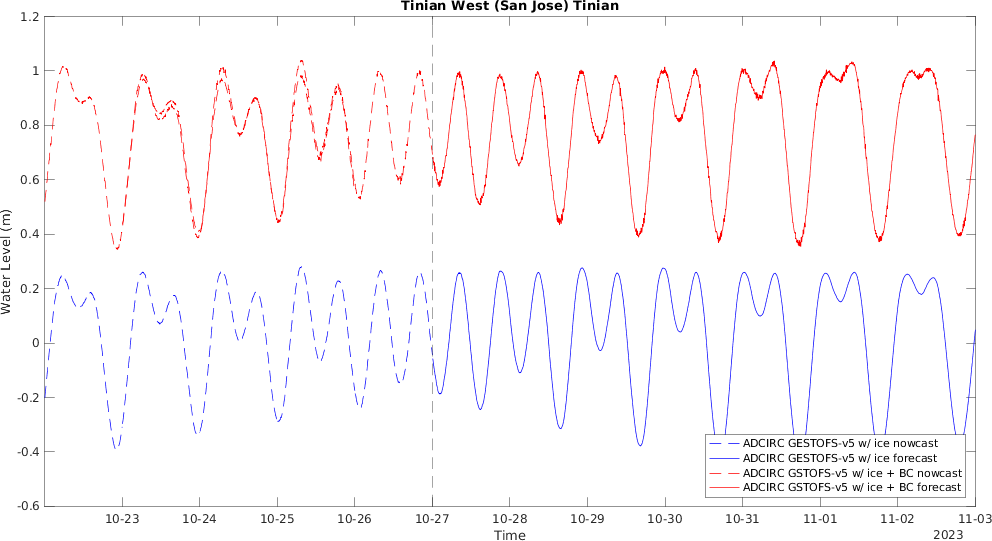 Tinian West (San Jose) Tinian
1.2
1
0.8
0.6
0.4
0.2
0
-0.2
-0.4
-0.6
Water Level (m)
ADCIRC GESTOFS-v5 w/ ice nowcast
ADCIRC GESTOFS-v5 w/ ice forecast
ADCIRC GSTOFS-v5 w/ ice + BC nowcast
ADCIRC GSTOFS-v5 w/ ice + BC forecast
10-23 10-24 10-25 10-26 10-27 10-28 10-29 10-30 10-31 11-01 11-02 11-03
Time
2023